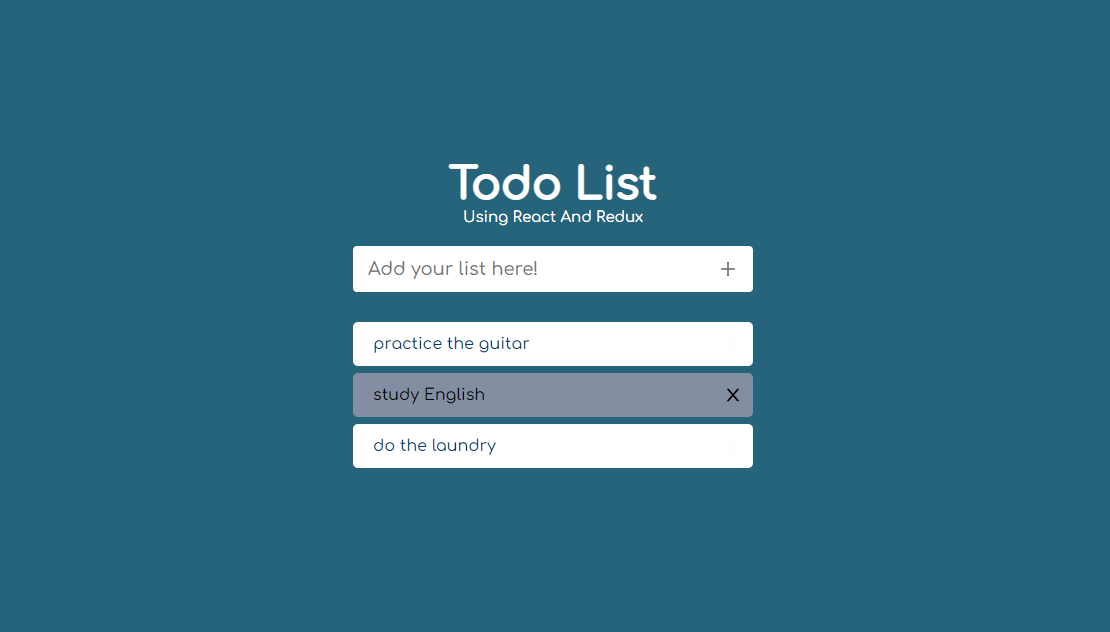 Todo List
Using React And Redux
Add your list here!
practice the guitar
study English X
do the laundry